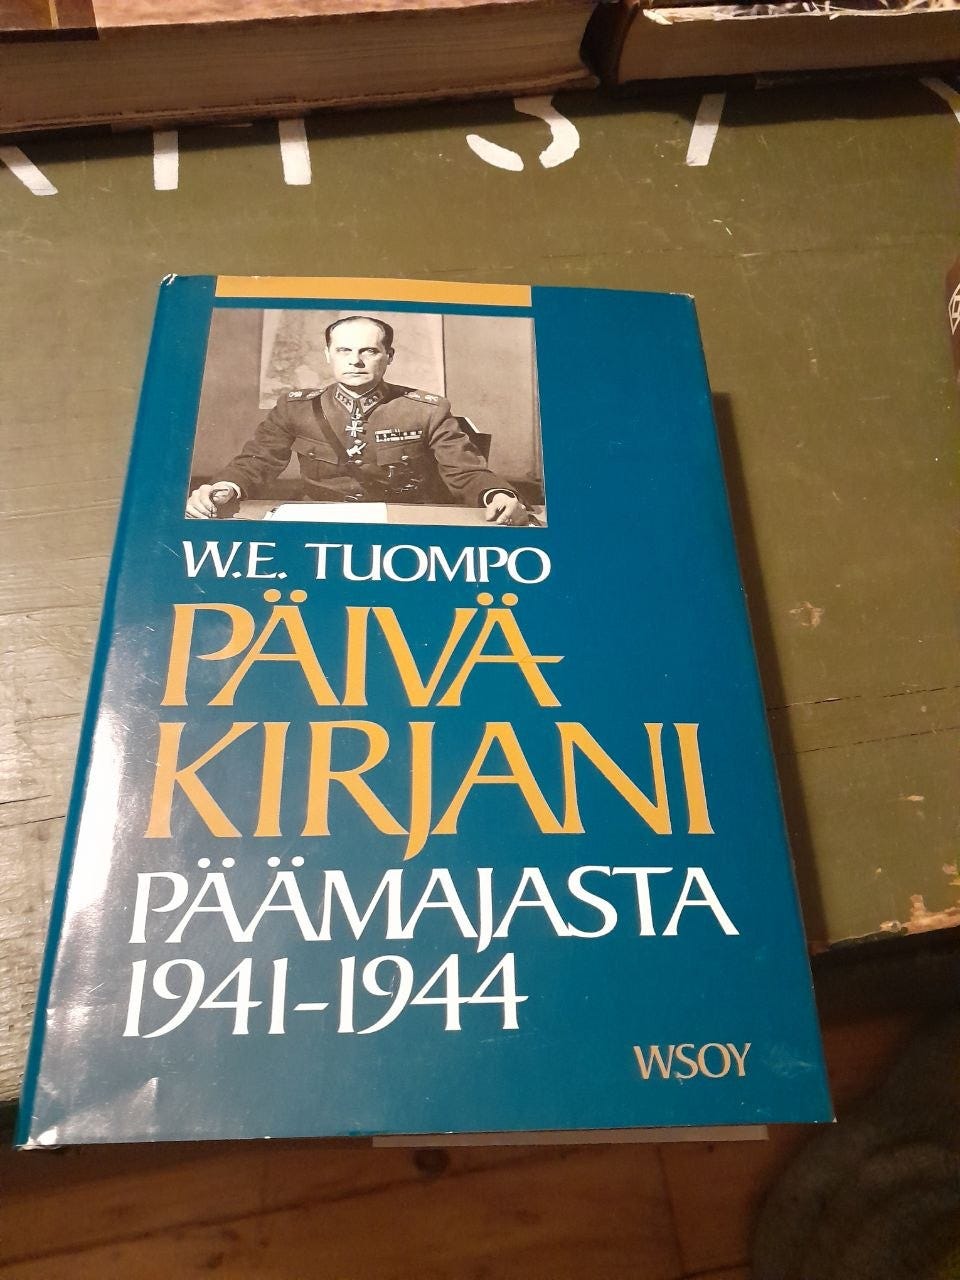 W.E. TUOMPO
PÄIVÄ
KIRJANI
PÄÄMAJASTA
1941-1944
WSOY